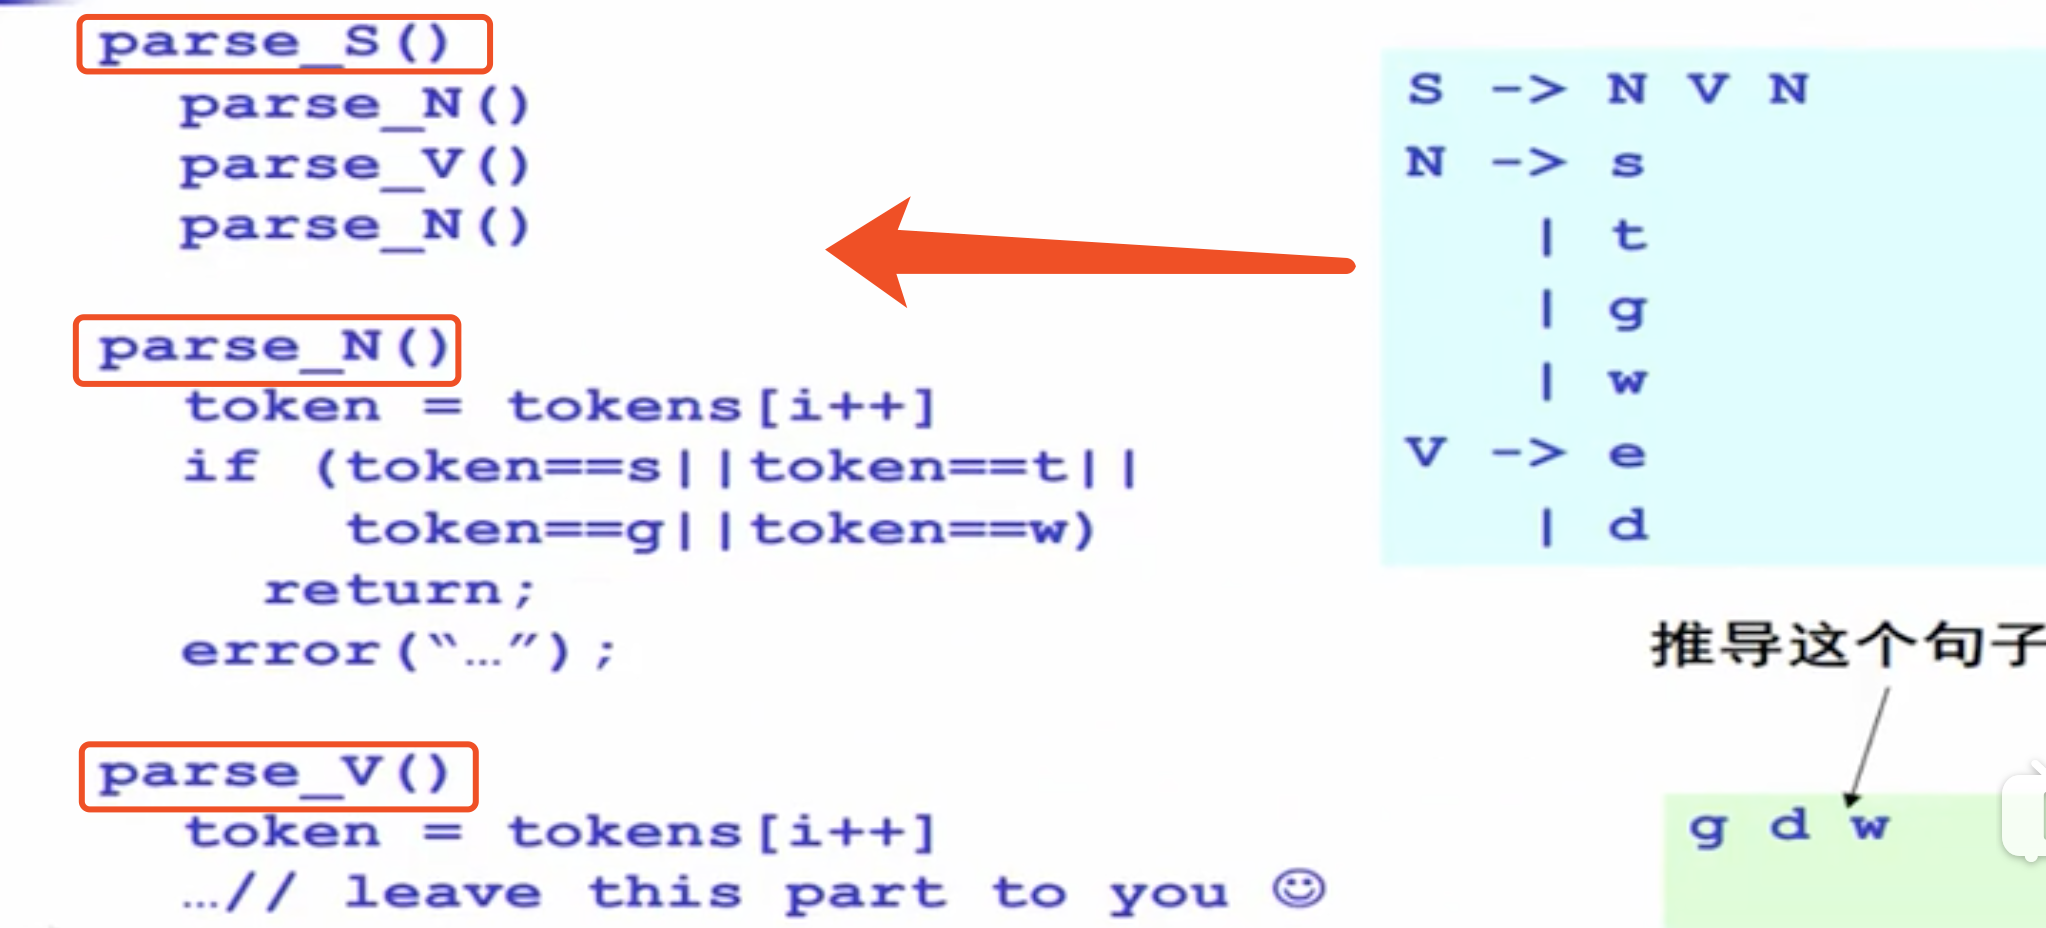 parse_S()
parse_N()
parse_V()
parse_N()
parse_N()
token = tokens[i++]
if (token==s||token==t||
token==g||token==w)
return;
error(“…”);
parse_V()
token = tokens[i++]
…// leave this part to you ☺
S -> N V N
N -> s
| t
| g
| w
V -> e
| d
推导这个句子
g d w